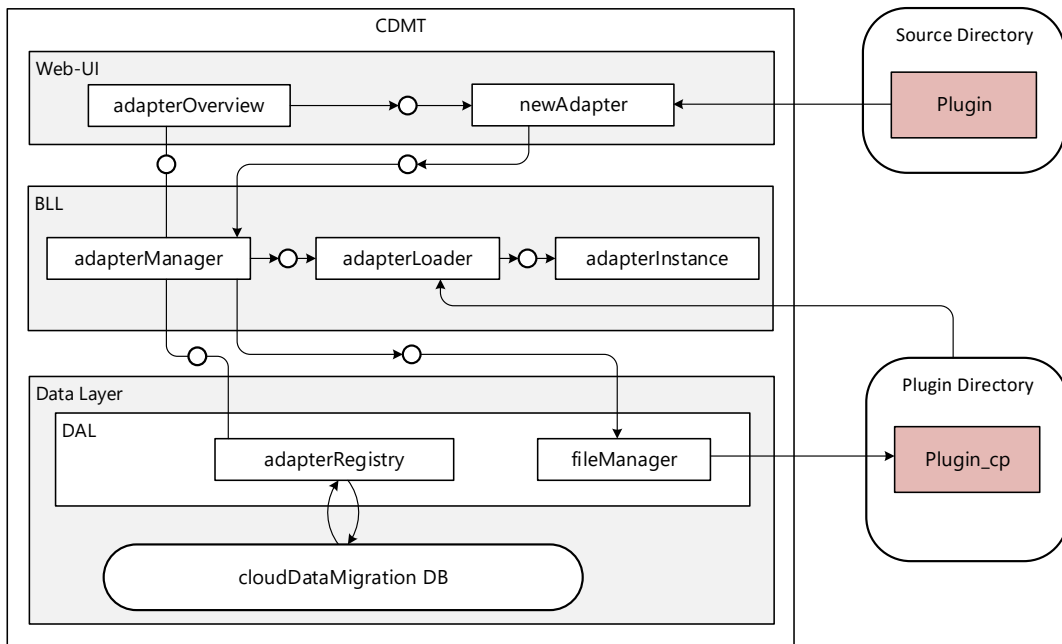 CDMT
Source Directory
Web-UI
adapterOverview
newAdapter
Plugin
BLL
adapterManager
adapterLoader
adapterInstance
Data Layer
Plugin Directory
DAL
adapterRegistry
fileManager
Plugin_cp
cloudDataMigration DB